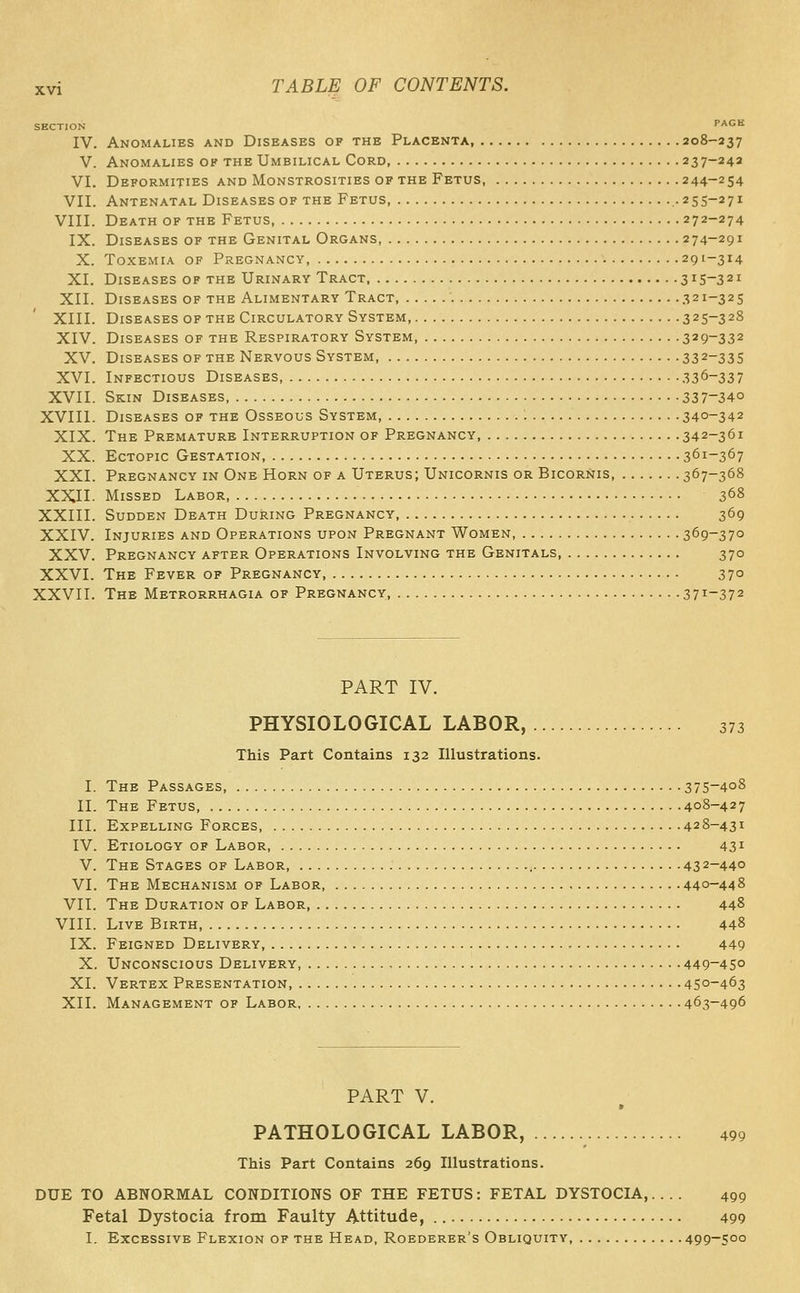 xvi TABLE OF CONTENTS.
SECTION PAGE
IV. Anomalies and Diseases of the Placenta, 208-237
V. Anomalies of the Umbilical Cord, 237-242
VI. Deformities and Monstrosities of the Fetus, 244-254
VII. Antenatal Diseases of the Fetus, 255-271
VIII. Death of the Fetus, 272-274
IX. Diseases of the Genital Organs, 274-291
X. Toxemia of Pregnancy, 291-314
XI. Diseases of the Urinary Tract, 315-321
XII. Diseases of the Alimentary Tract, 321-325
XIII. Diseases of the Circulatory System, 325-328
XIV. Diseases of the Respiratory System, 329-332
XV. Diseases of the Nervous System, 332-335
XVI. Infectious Diseases, 336-337
XVII. Skin Diseases, 337-340
XVIII. Diseases of the Osseous System, 340-342
XIX. The Premature Interruption of Pregnancy, 342-361
XX. Ectopic Gestation, 361-367
XXI. Pregnancy in One Horn of a Uterus; Unicornis or Bicornis, 367-368
XXII. Missed Labor, 368
XXIII. Sudden Death During Pregnancy, 369
XXIV. Injuries and Operations upon Pregnant Women, 369-370
XXV. Pregnancy after Operations Involving the Genitals, 370
XXVI. The Fever of Pregnancy, 370
XXVII. The Metrorrhagia of Pregnancy, 371-372
PART IV.
PHYSIOLOGICAL LABOR, 373
This Part Contains 132 Illustrations.
I. The Passages, 375-408
II. The Fetus, 408-427
III. Expelling Forces, 428-431
IV. Etiology of Labor, 431
V. The Stages of Labor, 432-440
VI. The Mechanism of Labor, 440-448
VII. The Duration of Labor, 448
VIII. Live Birth, 448
IX. Feigned Delivery, 449
X. Unconscious Delivery, 449-450
XI. Vertex Presentation, 450-463
XII. Management of Labor, 463-496
PART V.
PATHOLOGICAL LABOR, 499
This Part Contains 269 Illustrations.
DUE TO ABNORMAL CONDITIONS OF THE FETUS: FETAL DYSTOCIA, 499
Fetal Dystocia from Faulty Attitude, 499
I. Excessive Flexion of the Head, Roederer's Obliquity, 499-500